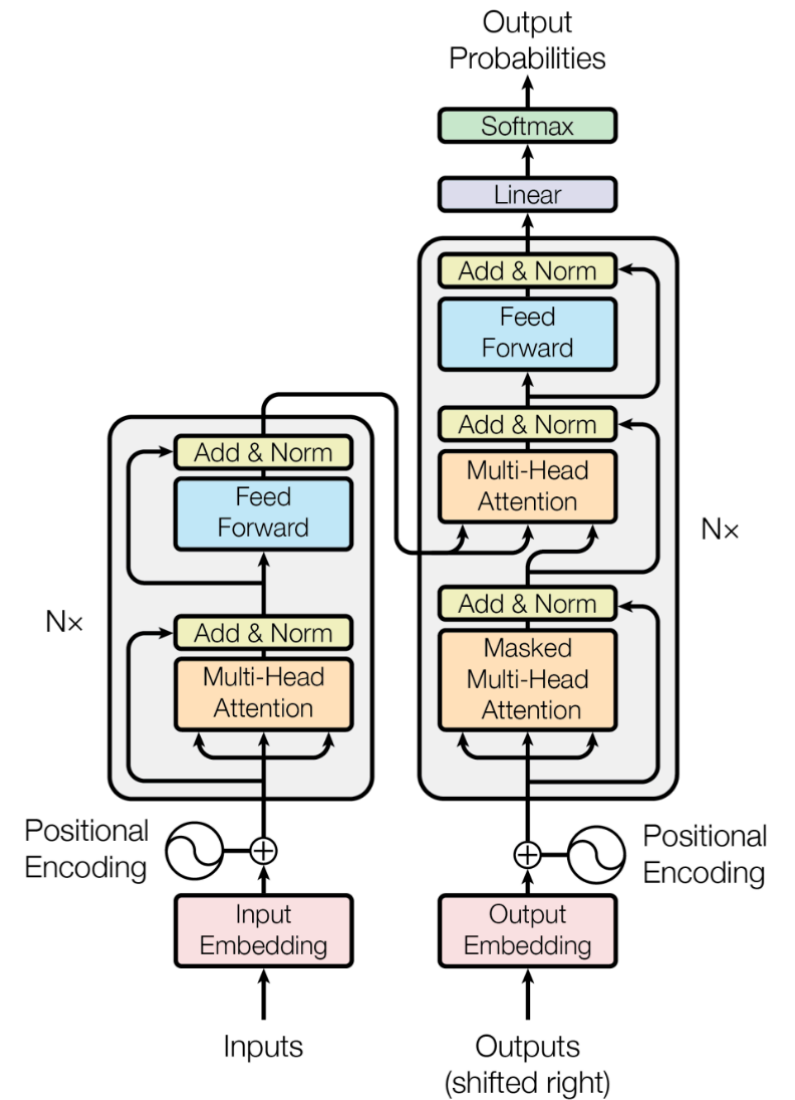 Output
Probabilities
Softmax
Linear
Add & Norm
Feed
Forward
Add & Norm
Multi-Head
Attention
Nx
Add & Norm
Masked
Multi-Head
Attention
Add & Norm
Feed
Forward
Nx
Add & Norm
Multi-Head
Attention
Positional
Encoding
Positional
Encoding
Input
Embedding
Output
Embedding
Inputs
Outputs
(shifted right)